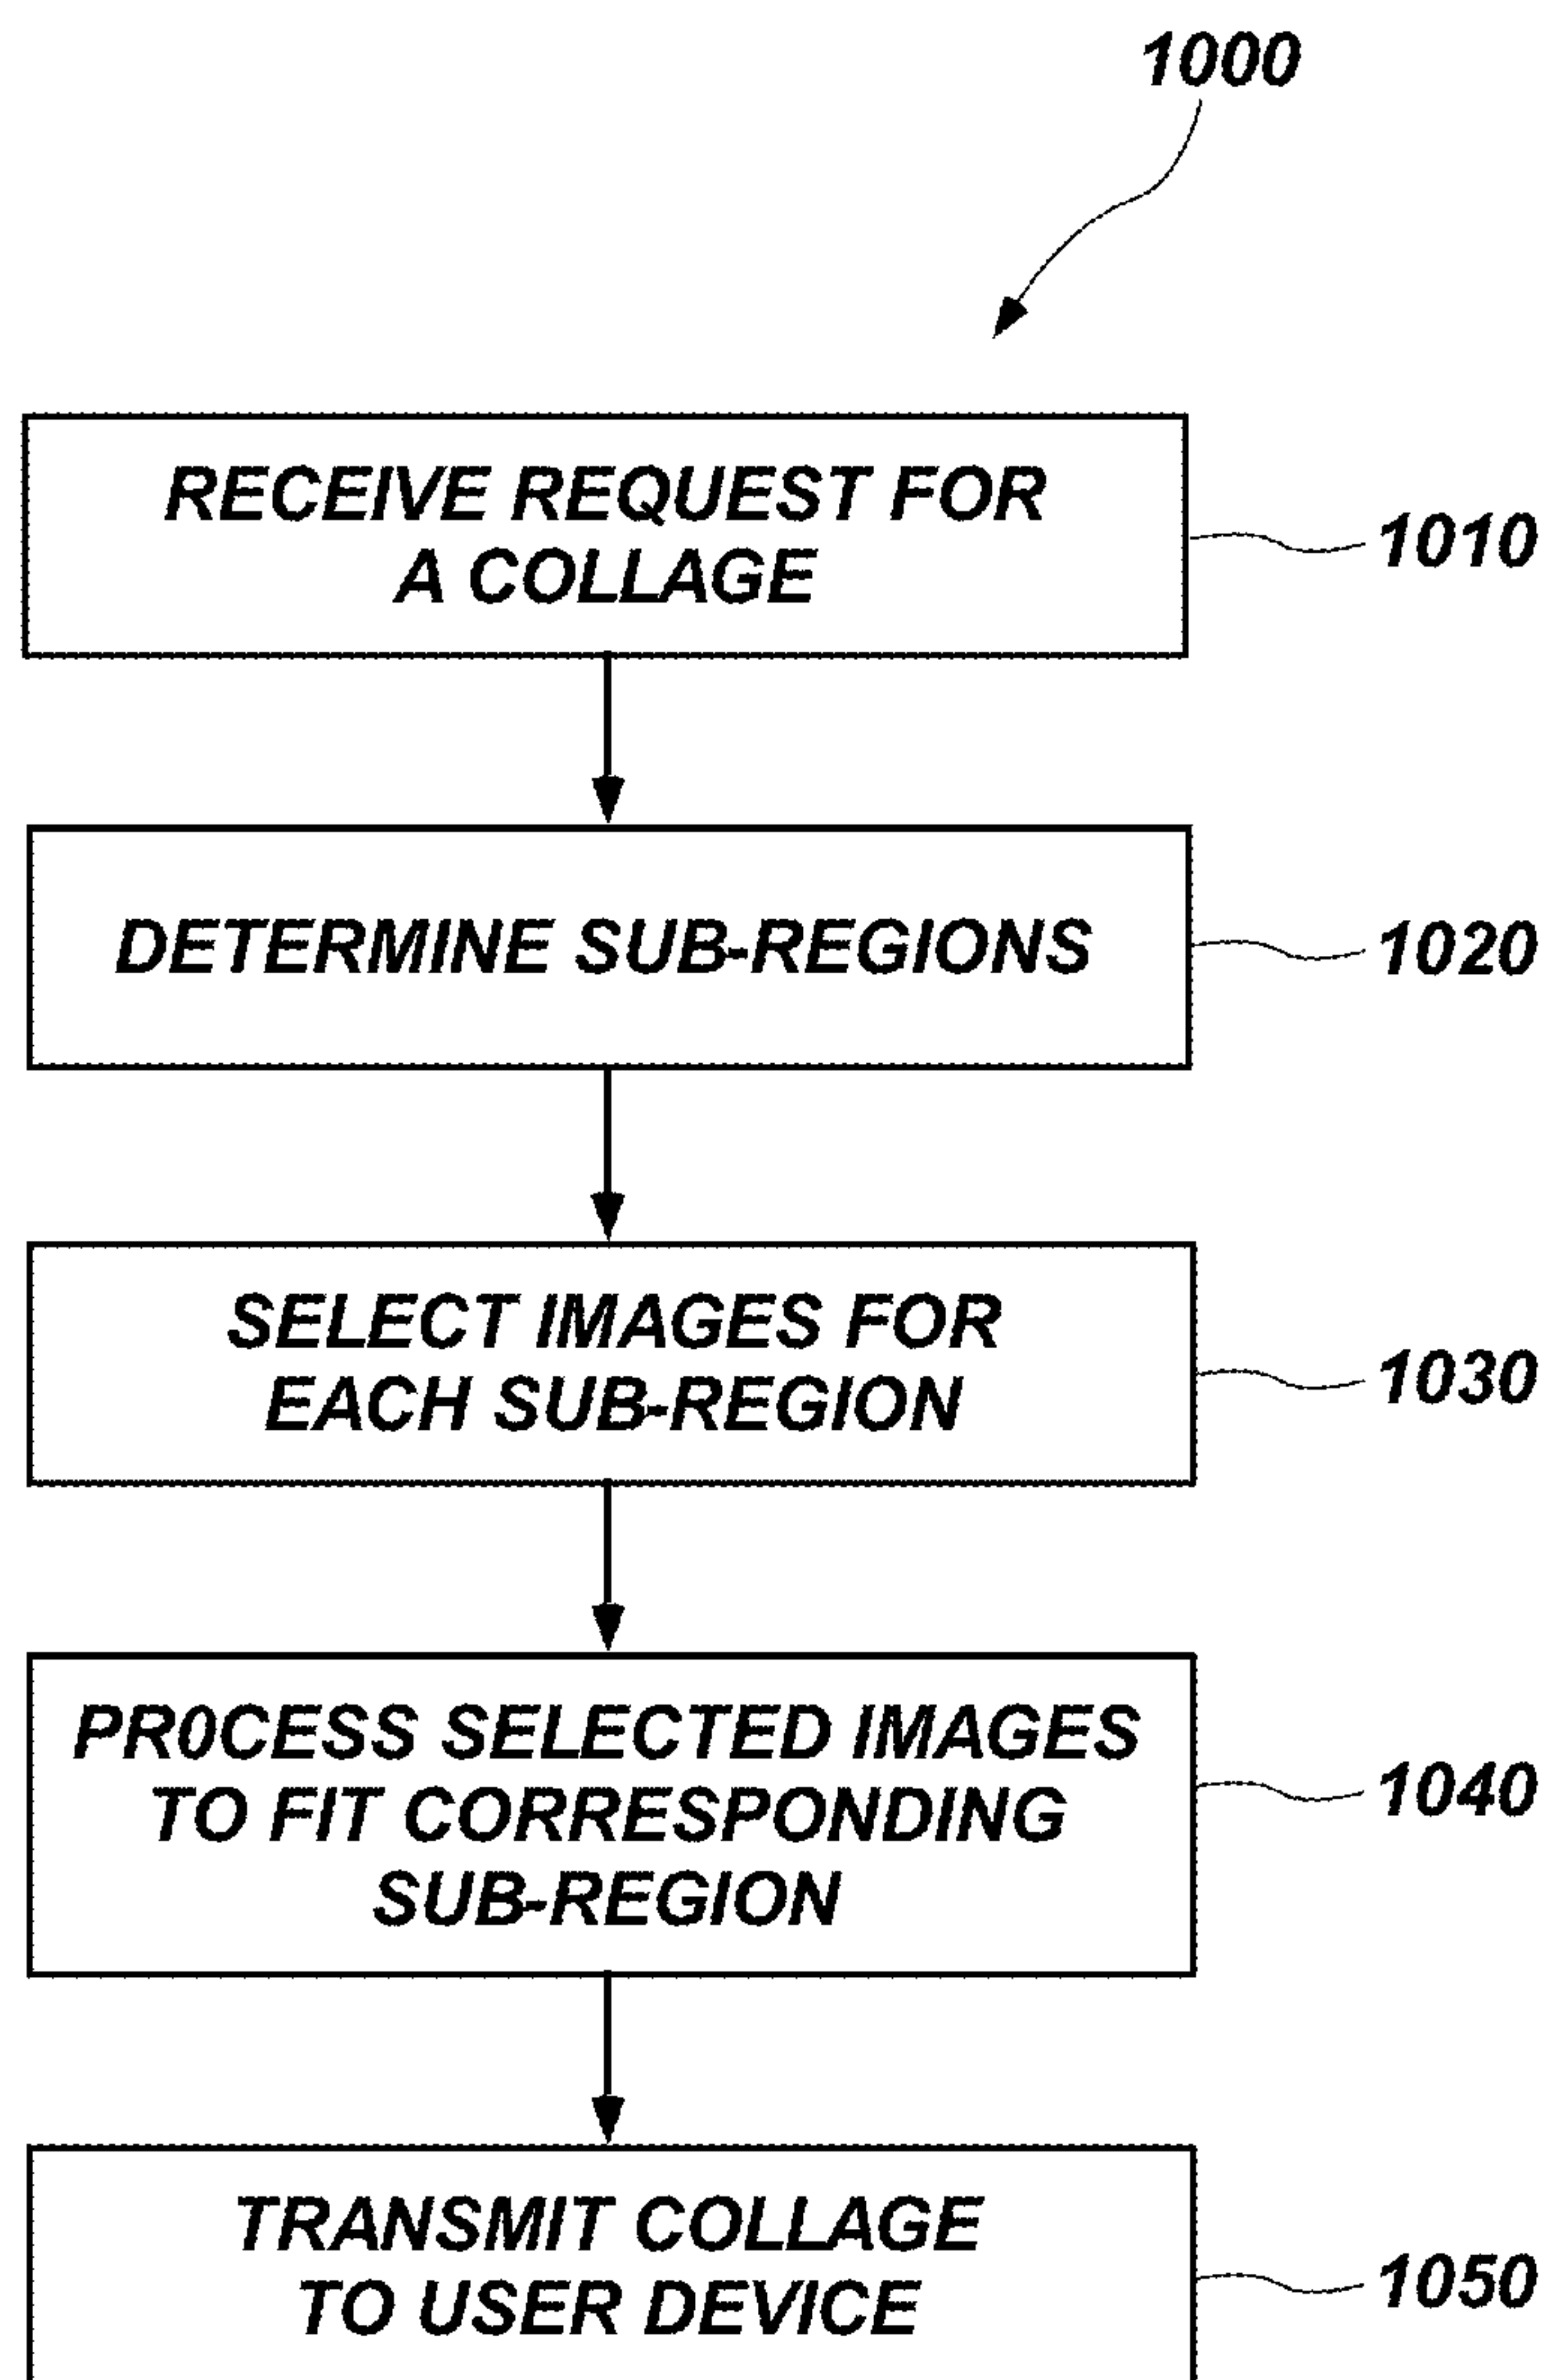 1000
RECEIVE REQUEST FOR
A COLLAGE
1010
DETERMINE SUB-REGIONS
1020
SELECT IMAGES FOR
EACH SUB-REGION
1030
PR0CESS SELECTED IMAGES
TO FIT CORRESPONDING
SUB-REGION
1040
TRANSMIT COLLAGE
TO USER DEVICE
1050